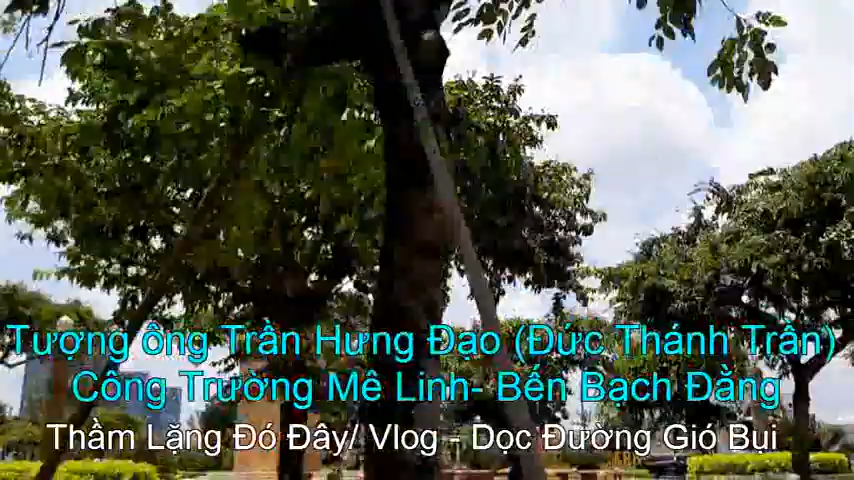 Tượng ông Trần Hưng Đạo (Đức Thánh Trần)
Công Trường Mê Linh- Bến Bạch Đằng
Thầm Lặng Đó Đây/ Vlog - Dọc Đường Gió Bụi